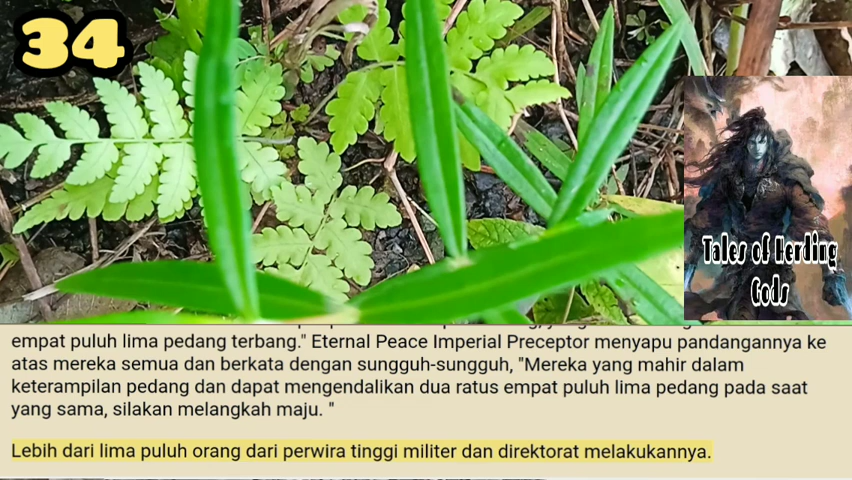 34
Tales of Herding
Gods
empat puluh lima pedang terbang." Eternal Peace Imperial Preceptor menyapu pandangannya ke
atas mereka semua dan berkata dengan sungguh-sungguh, "Mereka yang mahir dalam
keterampilan pedang dan dapat mengendalikan dua ratus empat puluh lima pedang pada saat
yang sama, silakan melangkah maju. "
Lebih dari lima puluh orang dari perwira tinggi militer dan direktorat melakukannya.